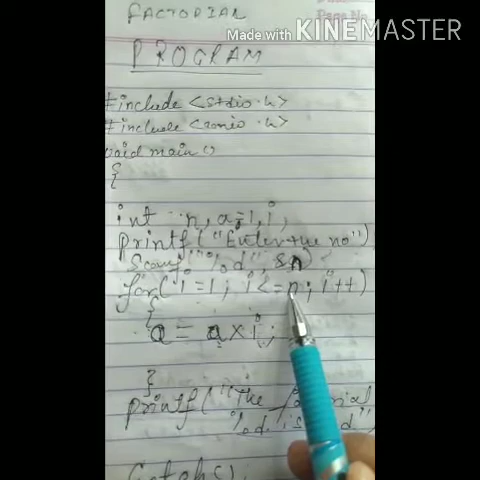 FACTORIAL
Made with KINEMASTER
PROGRAM
#include <stdio.h>
#include <conio.h>
void main()
{
int n, a=1, i;
printf("Enter the no")
Scanf("%d", &n)
for(i=1; i<=n; i++)
{
a = a x i;
}
printf("The factorial
%d is %d",
Getch();